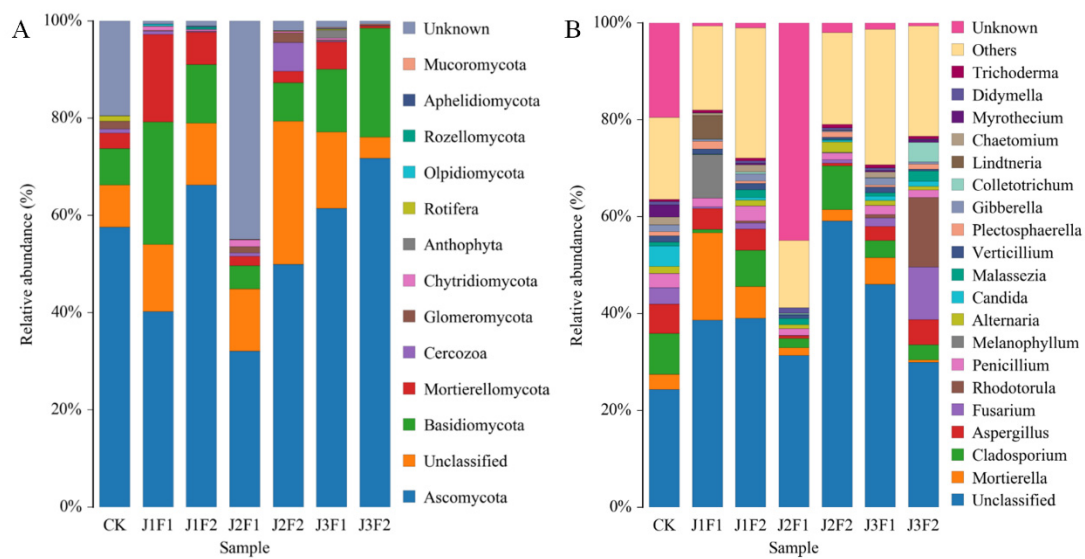 A
Relative abundance (%)
100%
80%
60%
40%
20%
0%
CK J1F1 J1F2 J2F1 J2F2 J3F1 J3F2
Sample
Unknown
Mucoromycota
Aphelidiomycota
Rozellomycota
Olpidiomycota
Rotifera
Anthophyta
Chytridiomycota
Glomeromycota
Cercozoa
Mortierellomycota
Basidiomycota
Unclassified
Ascomycota
B
Relative abundance (%)
100%
80%
60%
40%
20%
0%
CK J1F1 J1F2 J2F1 J2F2 J3F1 J3F2
Sample
Unknown
Others
Trichoderma
Didymella
Myrothecium
Chaetomium
Lindtneria
Colletotrichum
Gibberella
Plectosphaerella
Verticillium
Malassezia
Candida
Alternaria
Melanophyllum
Penicillium
Rhodotorula
Fusarium
Aspergillus
Cladosporium
Mortierella
Unclassified